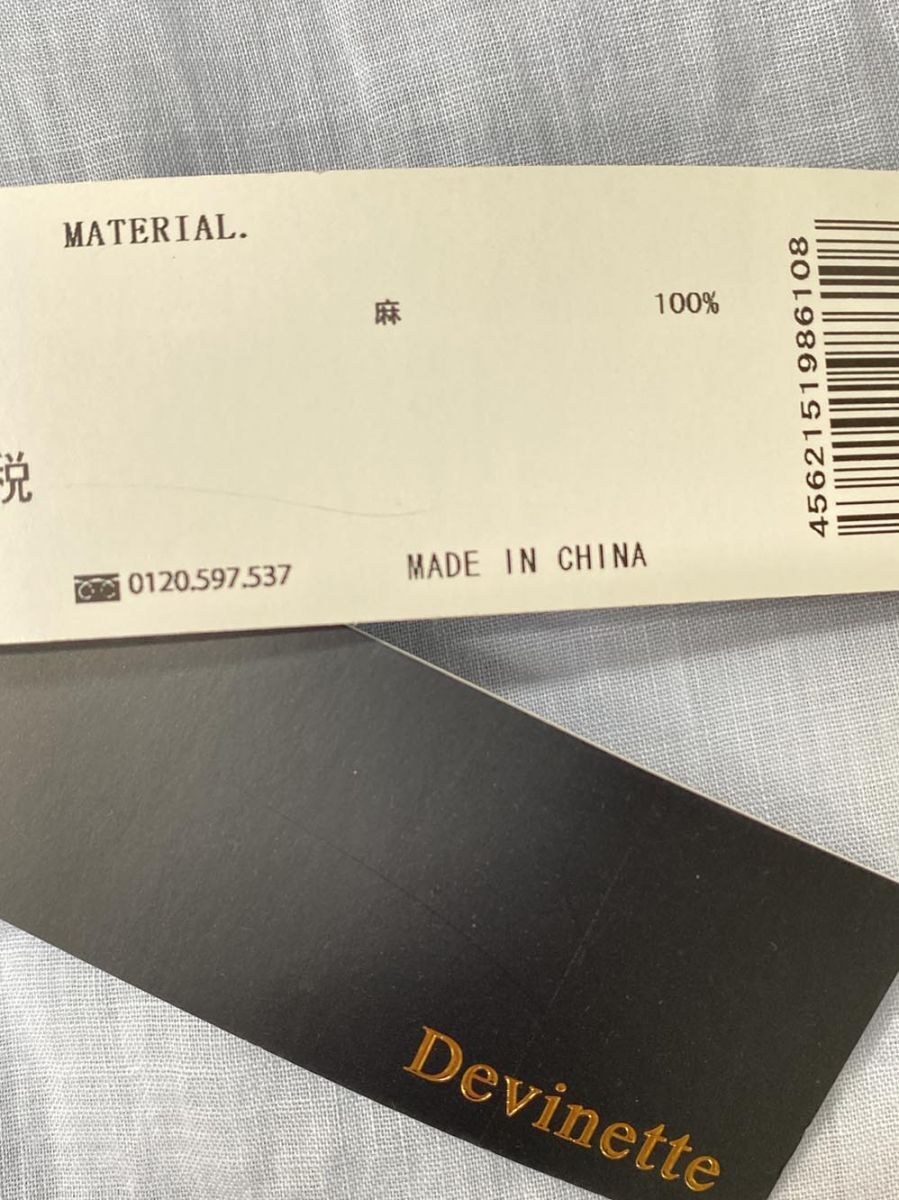 MATERIAL.
麻 100%
税
0120.597.537
MADE IN CHINA
4562151986108
Devinette